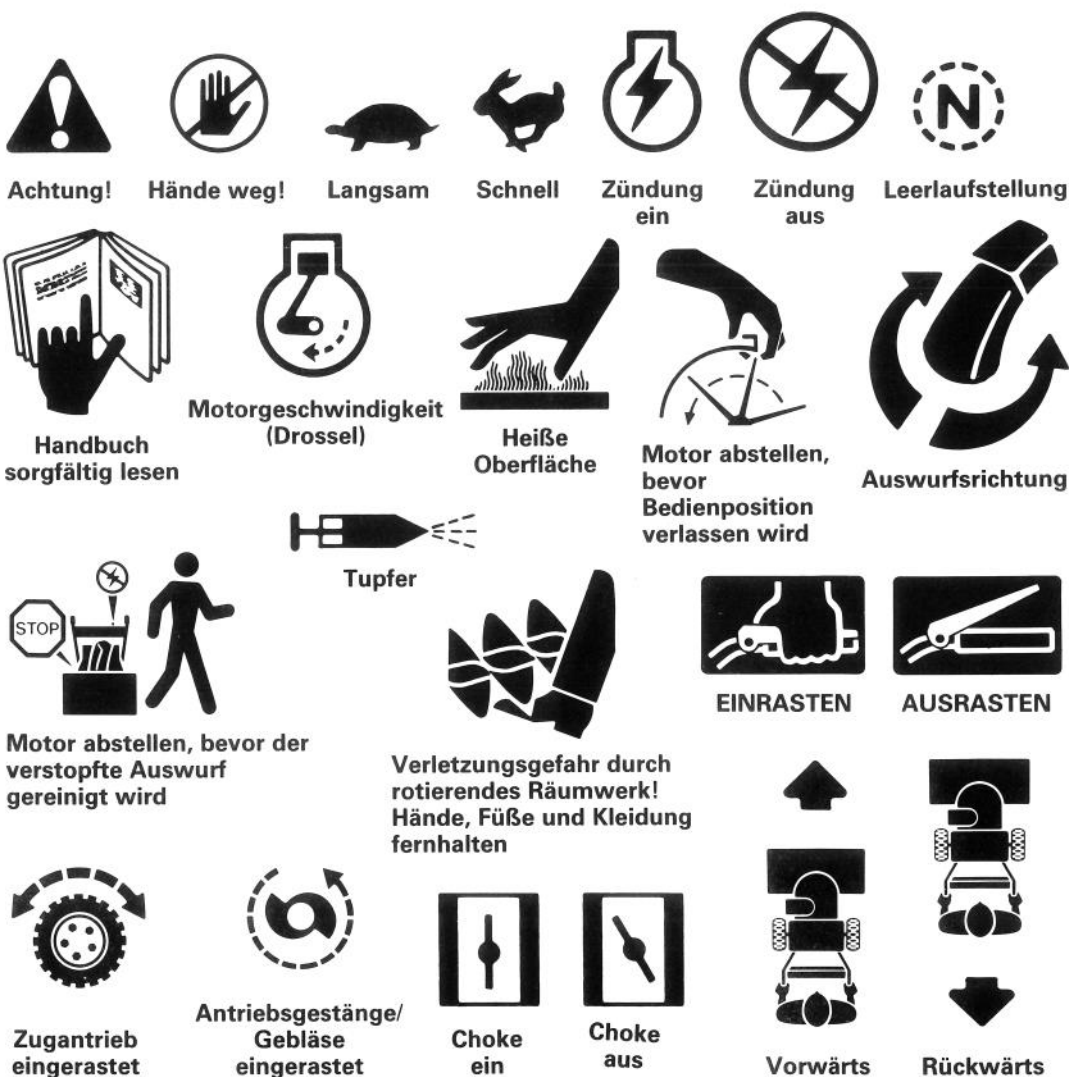 Achtung!
Hände weg!
Langsam
Schnell
Zündung
ein
Zündung
aus
N
Leerlaufstellung
Handbuch
sorgfältig lesen
Motorgeschwindigkeit
(Drossel)
Heiße
Oberfläche
Motor abstellen,
bevor
Bedienposition
verlassen wird
Auswurfsrichtung
Tupfer
STOP
Motor abstellen, bevor der
verstopfte Auswurf
gereinigt wird
Verletzungsgefahr durch
rotierendes Räumwerk!
Hände, Füße und Kleidung
fernhalten
EINRASTEN
AUSRASTEN
Zugantrieb
eingerastet
Antriebsgestänge/
Gebläse
eingerastet
Choke
ein
Choke
aus
Vorwärts
Rückwärts